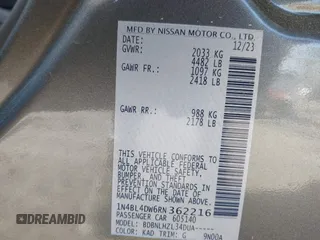 MFD BY NISSAN MOTOR CO., LTD
12/23
GVWR: 2033 KG
4482 LB
GAWR FR.: 1097 KG
2418 LB
GAWR RR.: 988 KG
2178 LB
THIS VEHICLE CONFORMS TO ALL
APPLICABLE FEDERAL MOTOR
VEHICLE SAFETY, BUMPER, AND
THEFT PREVENTION STANDARDS
IN EFFECT ON THE DATE OF
MANUFACTURE SHOWN ABOVE.
1N4BL4DW6RN362216
PASSENGER CAR 605140
MODEL: BDBNLHZL34DUA
COLOR: KAD TRIM: G 9N004